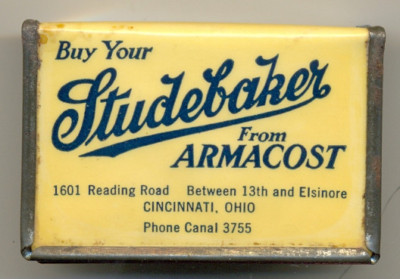 Buy Your
Studebaker
From
ARMACOST
1601 Reading Road Between 13th and Elsinore
CINCINNATI, OHIO
Phone Canal 3755